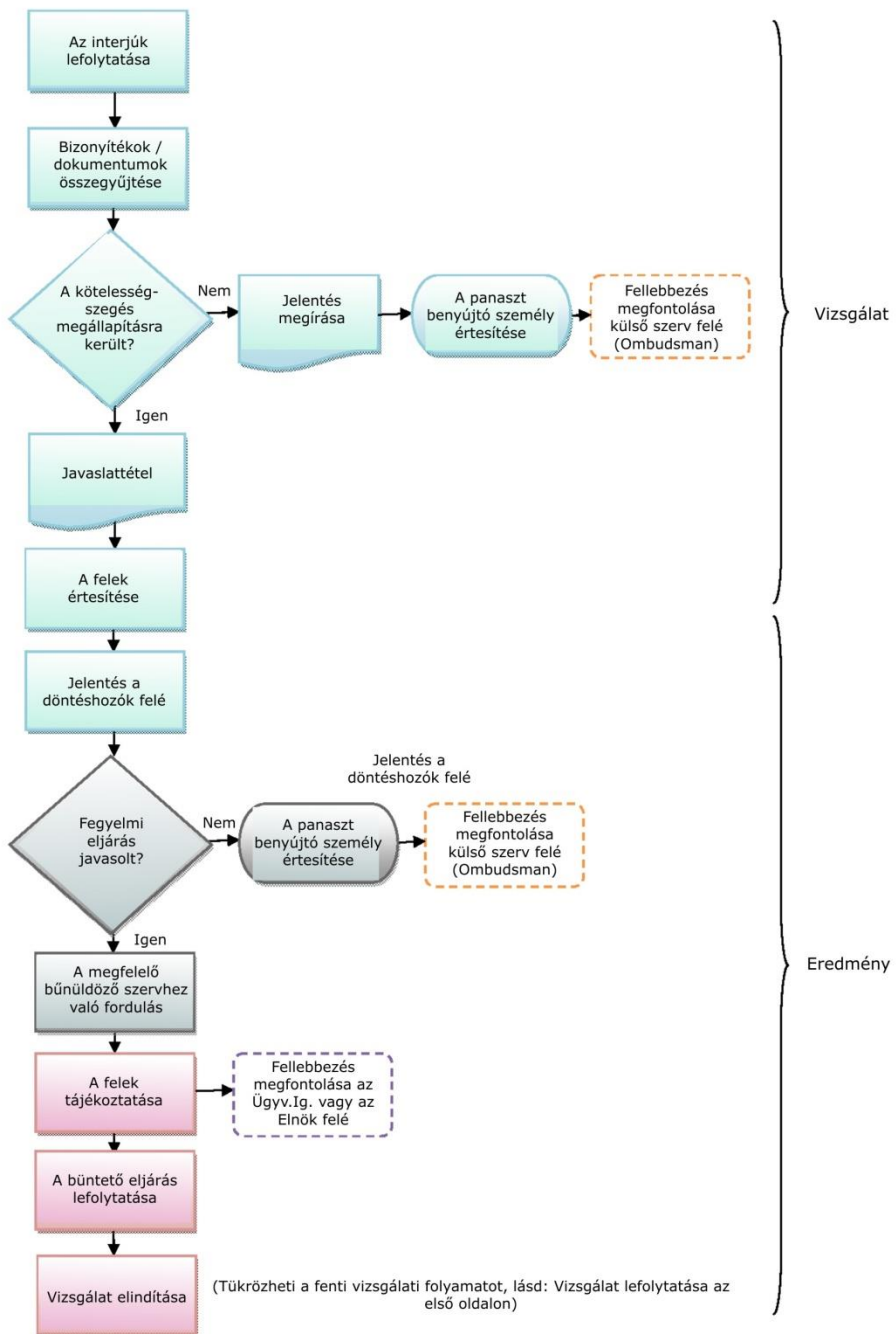 Az interjúk
lefolytatása
Bizonyítékok /
dokumentumok
összegyűjtése
A kötelesség-
szegés
megállapításra
került?
Nem
Jelentés
megírása
A panaszt
benyújtó személy
értesítése
Fellebbezés
megfontolása
külső szerv felé
(Ombudsman)
Vizsgálat
Igen
Javaslattétel
A felek
értesítése
Jelentés a
döntéshozók felé
Fegyelmi
eljárás
javasolt?
Nem
A panaszt
benyújtó személy
értesítése
Jelentés a
döntéshozók felé
Fellebbezés
megfontolása
külső szerv felé
(Ombudsman)
Igen
Eredmény
A megfelelő
bűnüldöző szervhez
való fordulás
A felek
tájékoztatása
Fellebbezés
megfontolása az
Ügyv.Ig. vagy az
Elnök felé
A büntető eljárás
lefolytatása
Vizsgálat elindítása
(Tükrözheti a fenti vizsgálati folyamatot, lásd: Vizsgálat lefolytatása az
első oldalon)